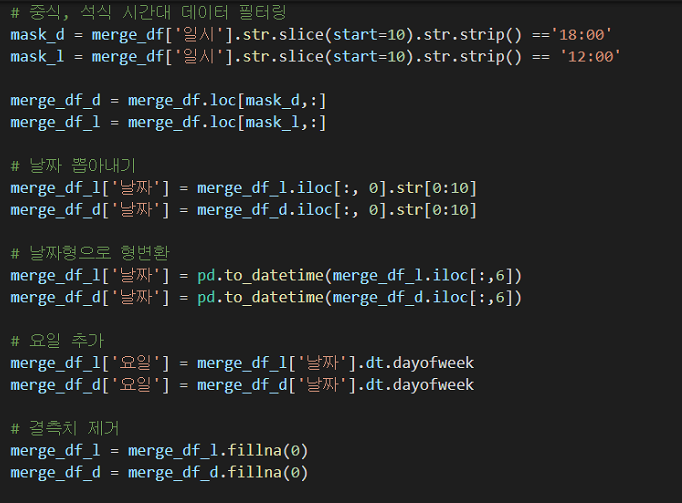 # 중식, 석식 시간대 데이터 필터링
mask_d = merge_df['일시'].str.slice(start=10).str.strip() =='18:00'
mask_l = merge_df['일시'].str.slice(start=10).str.strip() == '12:00'
merge_df_d = merge_df.loc[mask_d,:]
merge_df_l = merge_df.loc[mask_l,:]
# 날짜 뽑아내기
merge_df_l['날짜'] = merge_df_l.iloc[:, 0].str[0:10]
merge_df_d['날짜'] = merge_df_d.iloc[:, 0].str[0:10]
# 날짜형으로 형변환
merge_df_l['날짜'] = pd.to_datetime(merge_df_l.iloc[:,6])
merge_df_d['날짜'] = pd.to_datetime(merge_df_d.iloc[:,6])
# 요일 추가
merge_df_l['요일'] = merge_df_l['날짜'].dt.dayofweek
merge_df_d['요일'] = merge_df_d['날짜'].dt.dayofweek
# 결측치 제거
merge_df_l = merge_df_l.fillna(0)
merge_df_d = merge_df_d.fillna(0)